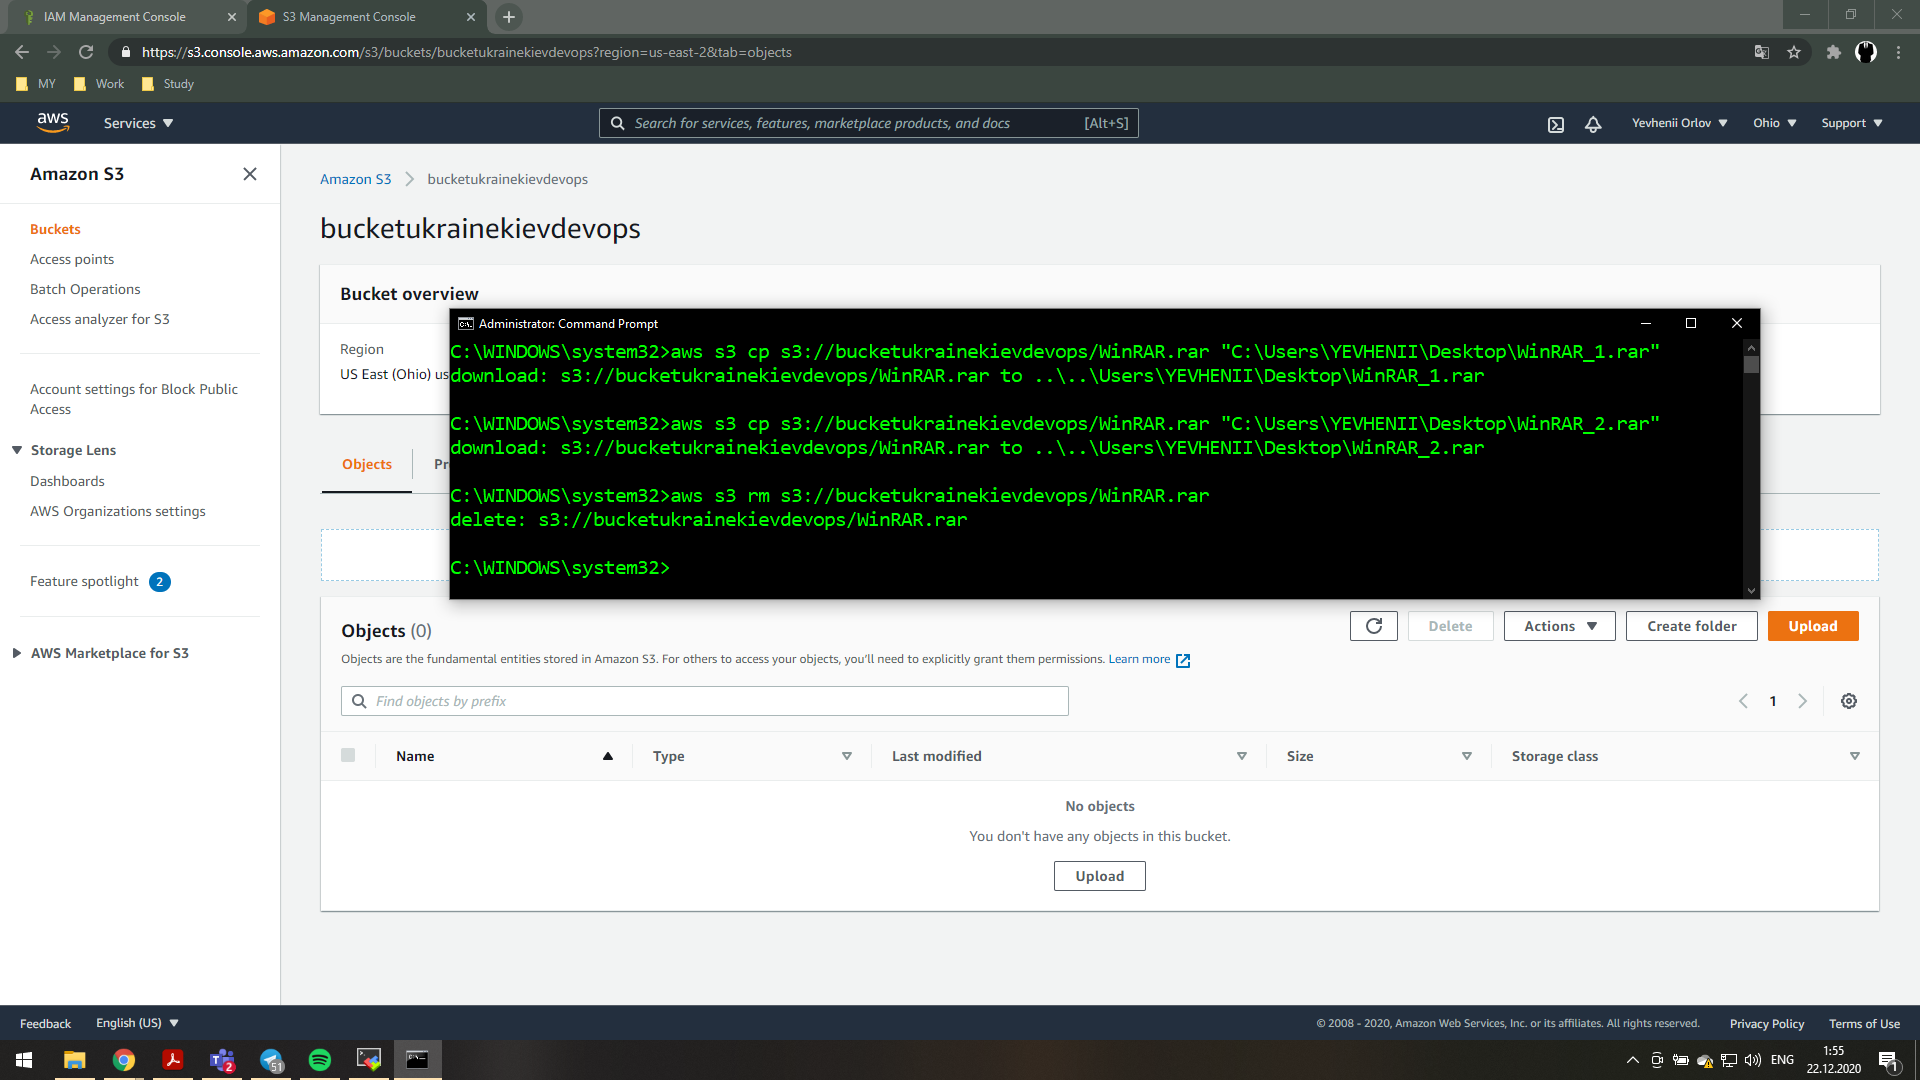 IAM Management Console
S3 Management Console
https://s3.console.aws.amazon.com/s3/buckets/bucketukrainekievdevops?region=us-east-2&tab=objects
MY
Work
Study
aws
Services
Search for services, features, marketplace products, and docs
[Alt+S]
Yevhenii Orlov
Ohio
Support
Amazon S3
Buckets
Access points
Batch Operations
Access analyzer for S3
Account settings for Block Public
Access
Storage Lens
Dashboards
AWS Organizations settings
Feature spotlight 2
AWS Marketplace for S3
Amazon S3
bucketukrainekievdevops
bucketukrainekievdevops
Bucket overview
Region
US East (Ohio) us
Administrator: Command Prompt
C:\WINDOWS\system32>aws s3 cp s3://bucketukrainekievdevops/WinRAR.rar "C:\Users\YEVHENII\Desktop\WinRAR_1.rar"
download: s3://bucketukrainekievdevops/WinRAR.rar to ..\..\Users\YEVHENII\Desktop\WinRAR_1.rar
C:\WINDOWS\system32>aws s3 cp s3://bucketukrainekievdevops/WinRAR.rar "C:\Users\YEVHENII\Desktop\WinRAR_2.rar"
download: s3://bucketukrainekievdevops/WinRAR.rar to ..\..\Users\YEVHENII\Desktop\WinRAR_2.rar
C:\WINDOWS\system32>aws s3 rm s3://bucketukrainekievdevops/WinRAR.rar
delete: s3://bucketukrainekievdevops/WinRAR.rar
C:\WINDOWS\system32>
Objects
Pr
Objects (0)
Delete
Actions
Create folder
Upload
Objects are the fundamental entities stored in Amazon S3. For others to access your objects, you'll need to explicitly grant them permissions. Learn more
Find objects by prefix
1
Name
Type
Last modified
Size
Storage class
No objects
You don't have any objects in this bucket.
Upload
Feedback
English (US)
© 2008 - 2020, Amazon Web Services, Inc. or its affiliates. All rights reserved.
Privacy Policy
Terms of Use
2
51
ENG
1:55
22.12.2020
1